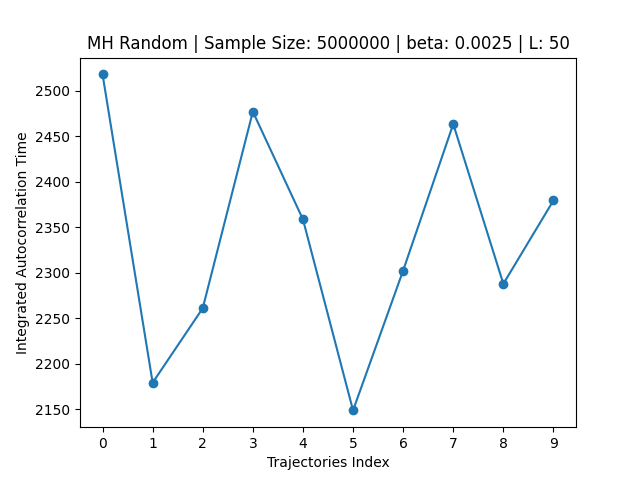 MH Random | Sample Size: 5000000 | beta: 0.0025 | L: 50
Integrated Autocorrelation Time
2500
2450
2400
2350
2300
2250
2200
2150
0 1 2 3 4 5 6 7 8 9
Trajectories Index